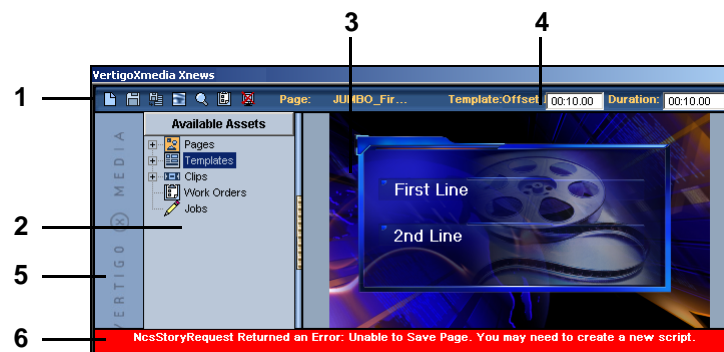 3
4
VertigoXmedia Xnews
1
Page: JUMBO_Fir... Template:Offset 00:10.00 Duration: 00:10.00
Available Assets
Pages
Templates
Clips
Work Orders
Jobs
First Line
2nd Line
2
5
VERTIGO X MEDIA
6
NcsStoryRequest Returned an Error: Unable to Save Page. You may need to create a new script.